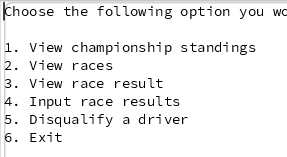 Choose the following option you
1. View championship standings
2. View races
3. View race result
4. Input race results
5. Disqualify a driver
6. Exit